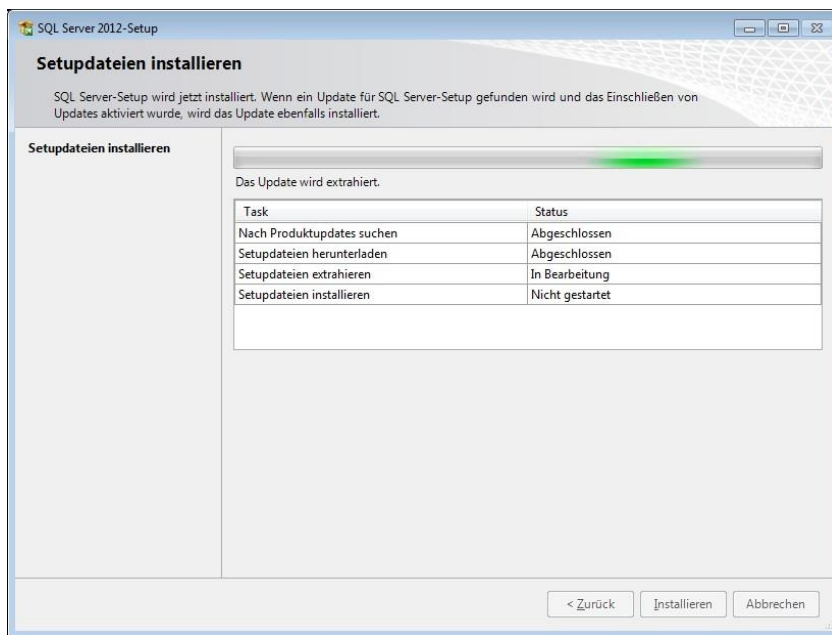 SQL Server 2012-Setup
Setupdateien installieren
SQL Server-Setup wird jetzt installiert. Wenn ein Update für SQL Server-Setup gefunden wird und das Einschließen von
Updates aktiviert wurde, wird das Update ebenfalls installiert.
Setupdateien installieren
Das Update wird extrahiert.
Task Status
Nach Produktupdates suchen Abgeschlossen
Setupdateien herunterladen Abgeschlossen
Setupdateien extrahieren In Bearbeitung
Setupdateien installieren Nicht gestartet
< Zurück Installieren Abbrechen